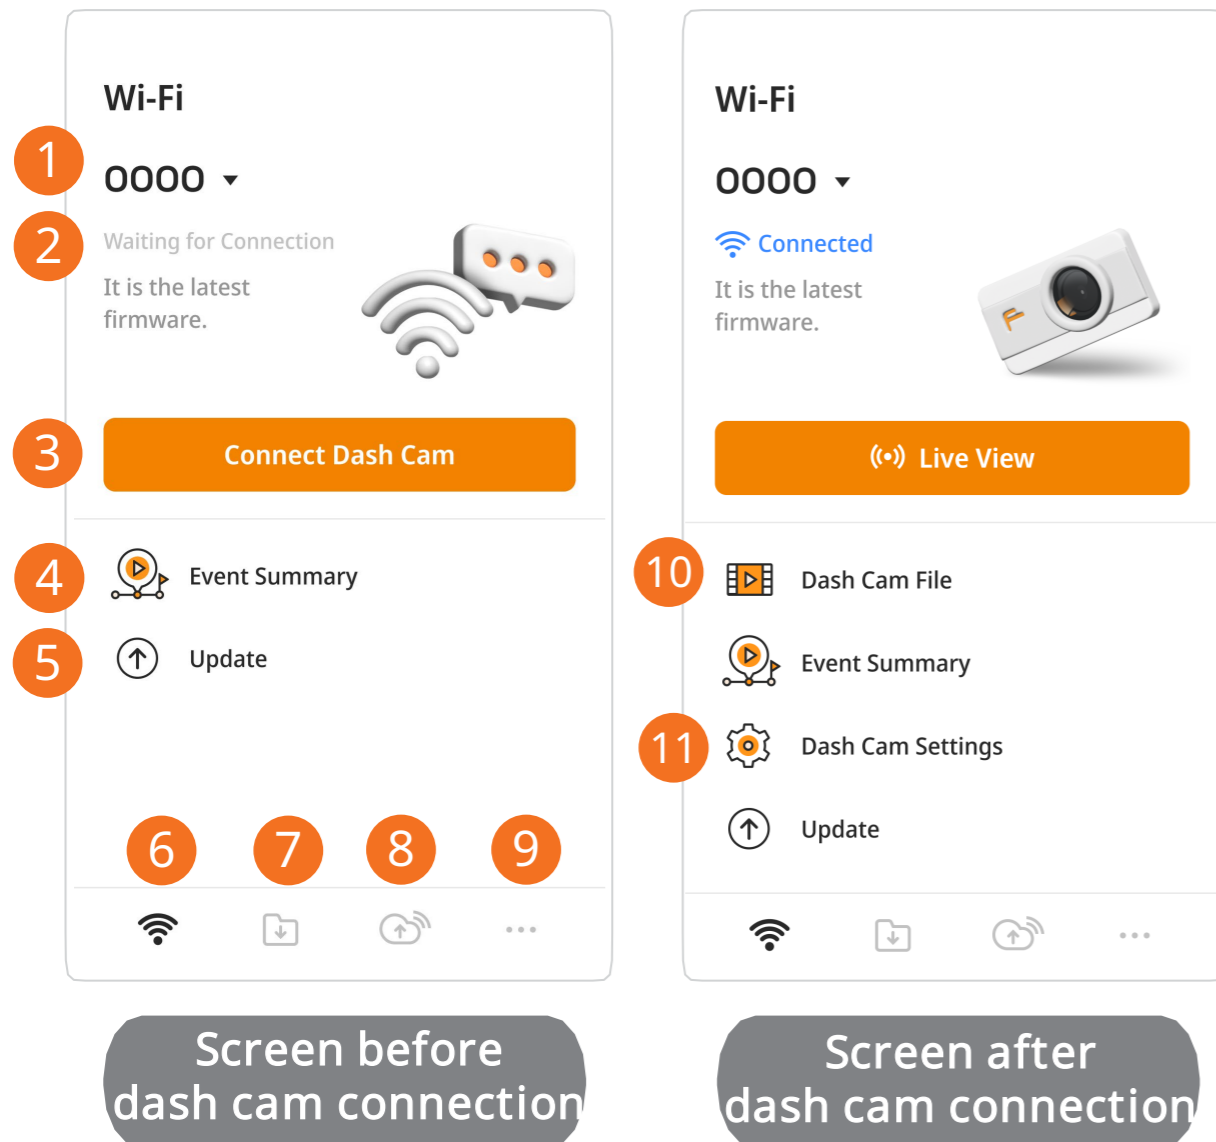 Wi-Fi
1
OOOO
2
Waiting for Connection
It is the latest
firmware.
3
Connect Dash Cam
4
Event Summary
5
Update
6 7 8 9
Screen before
dash cam connection
Wi-Fi
OOOO
Connected
It is the latest
firmware.
F
Live View
10
Dash Cam File
Event Summary
11
Dash Cam Settings
Update
Screen after
dash cam connection